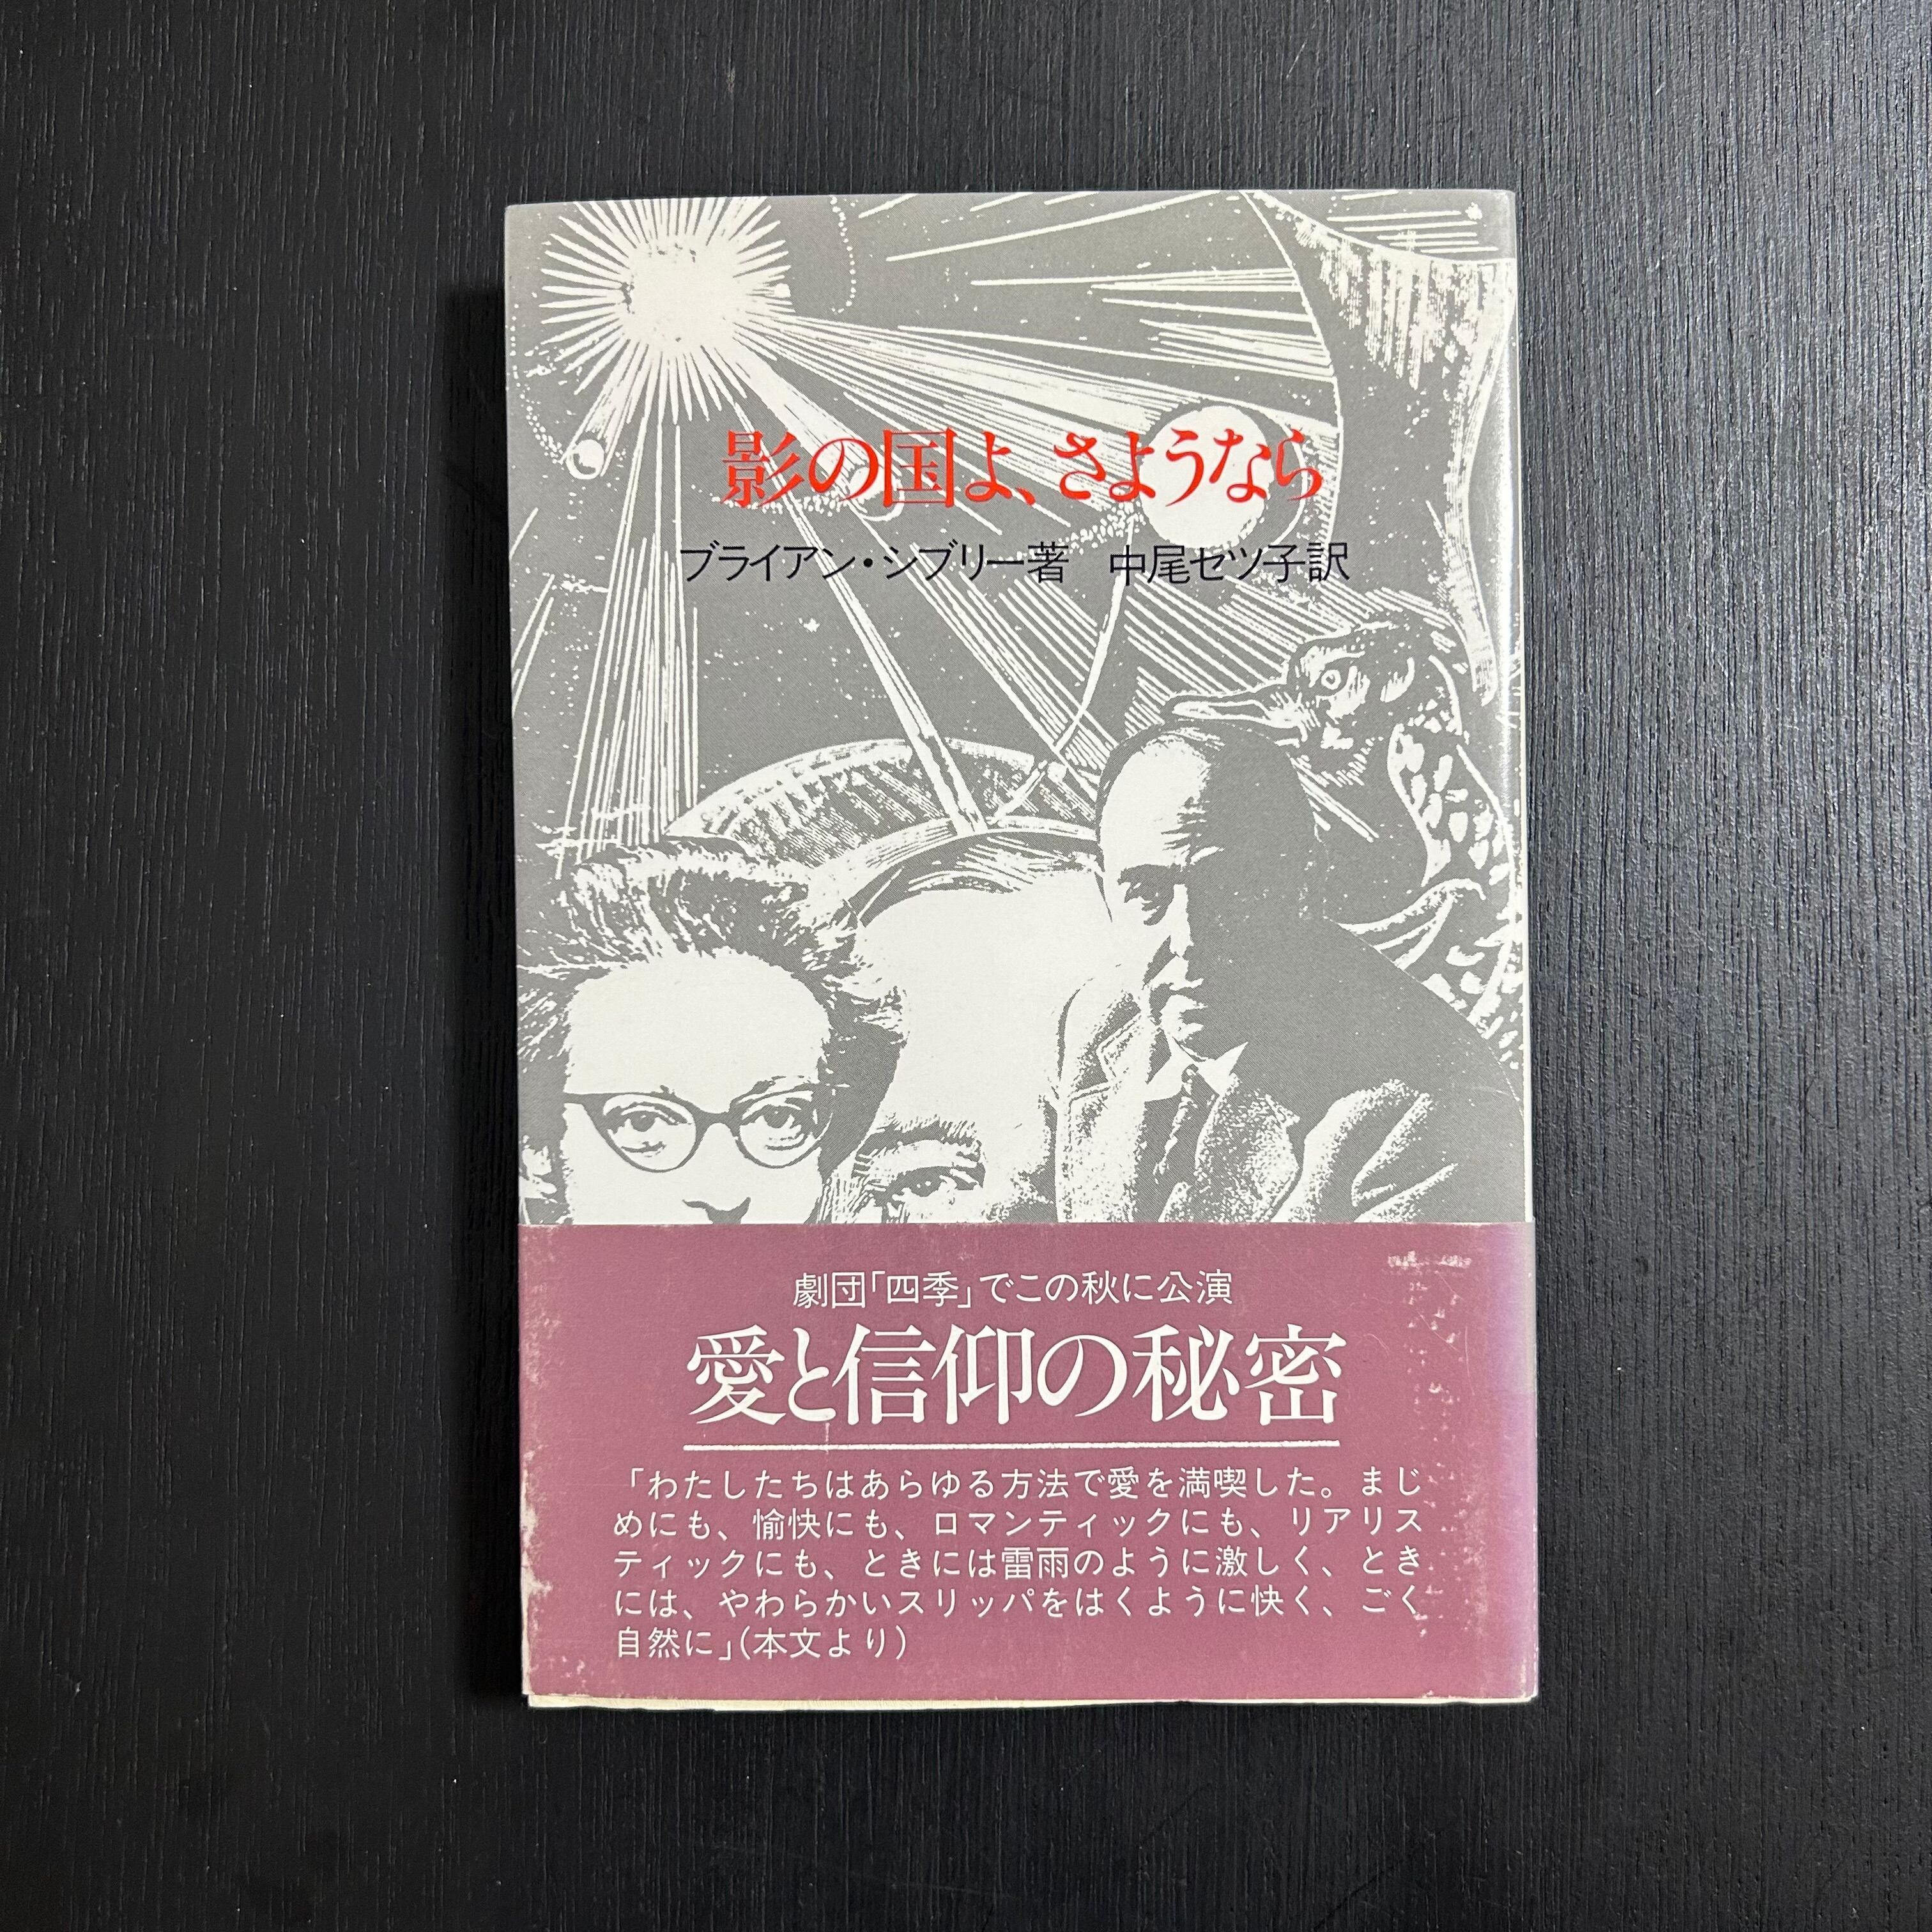 影の国よ、さようなら
ブライアン・シブリー著　中尾セツ子訳
劇団「四季」でこの秋に公演
愛と信仰の秘密
「わたしたちはあらゆる方法で愛を満喫した。まじ
めにも、愉快にも、ロマンティックにも、リアリス
ティックにも、ときには雷雨のように激しく、とき
には、やわらかいスリッパをはくように快く、ごく
自然に」(本文より)